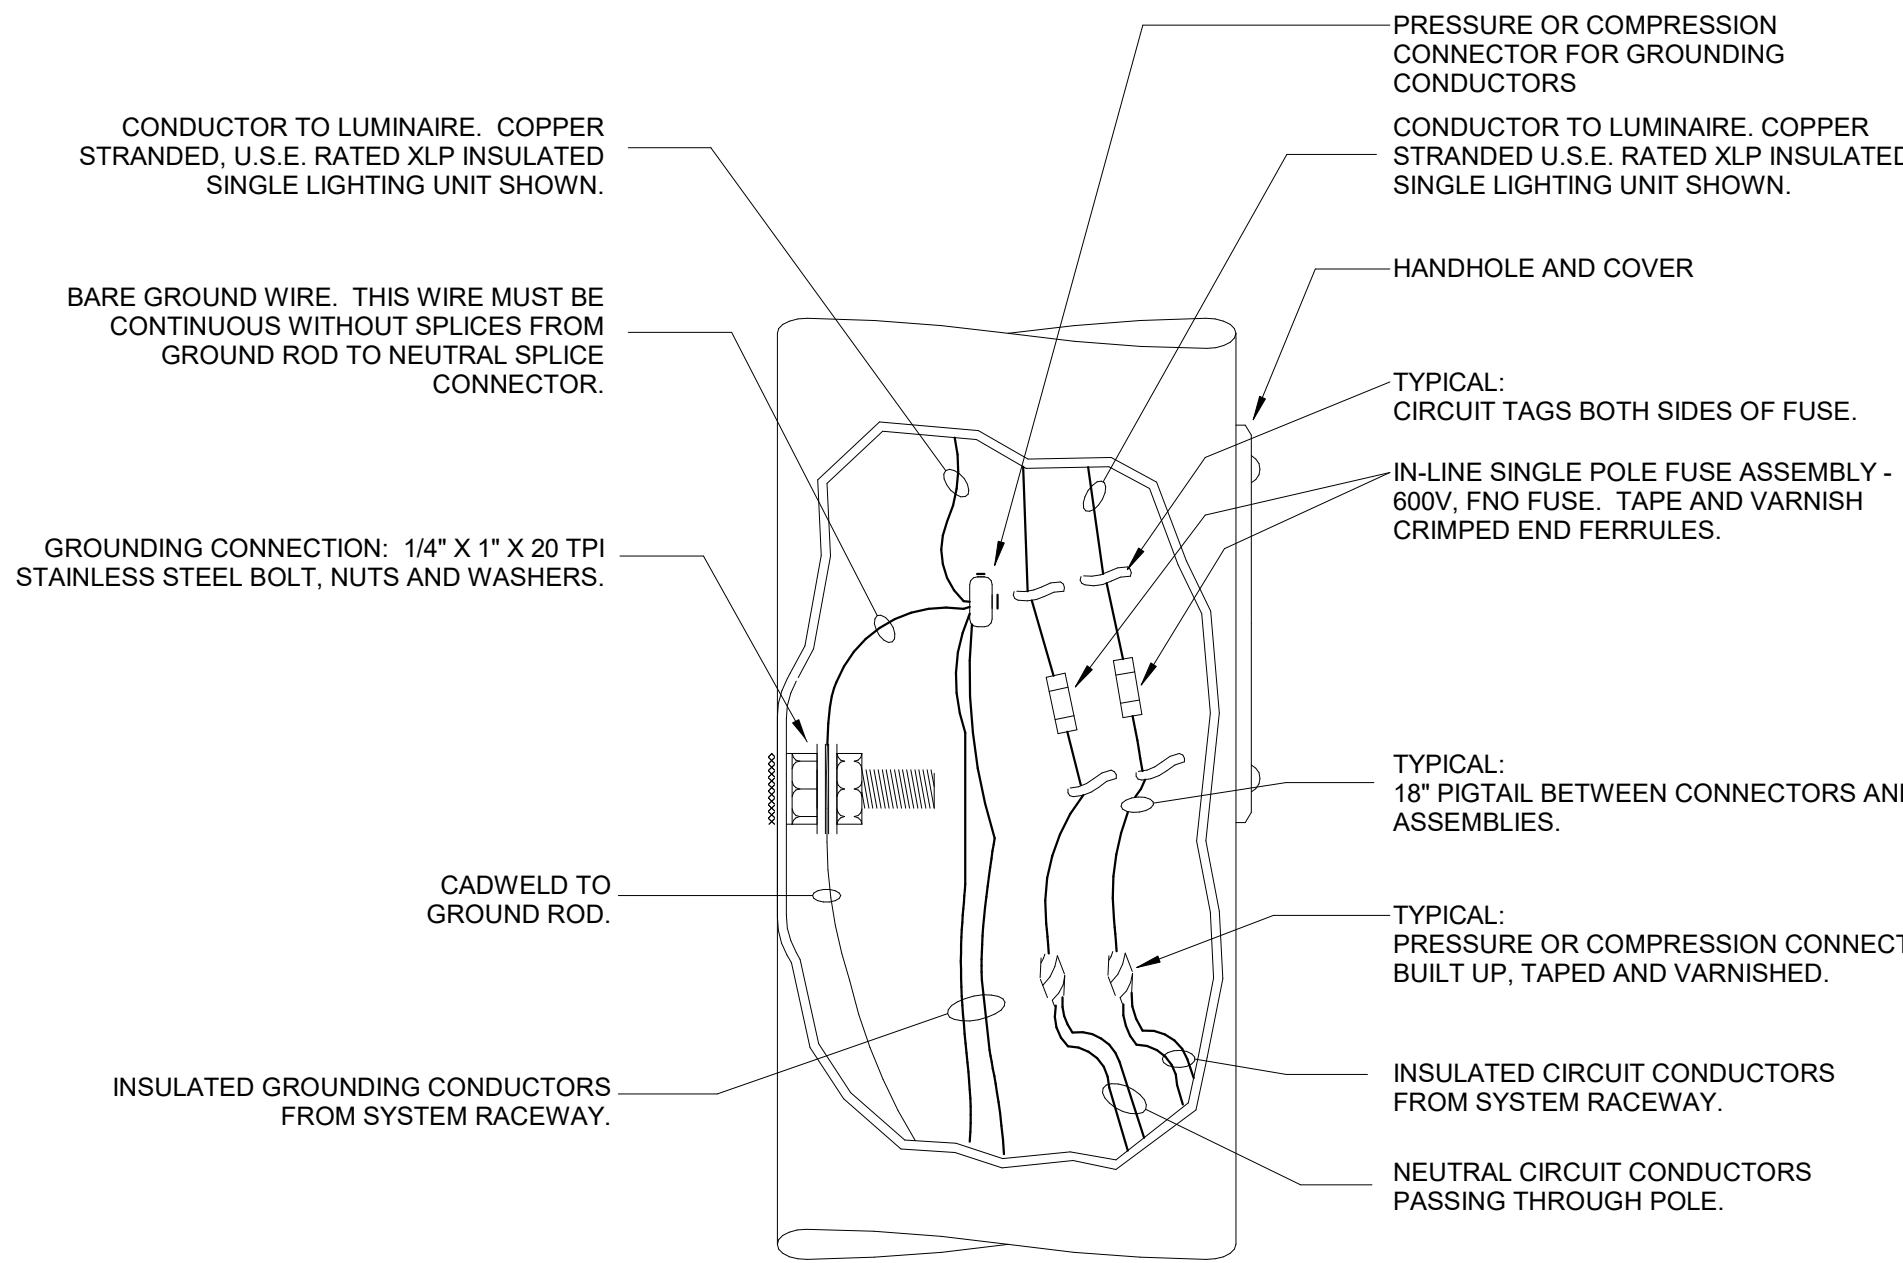 PRESSURE OR COMPRESSION
CONNECTOR FOR GROUNDING
CONDUCTORS
CONDUCTOR TO LUMINAIRE. COPPER
STRANDED, U.S.E. RATED XLP INSULATED
SINGLE LIGHTING UNIT SHOWN.
CONDUCTOR TO LUMINAIRE. COPPER
STRANDED U.S.E. RATED XLP INSULATED
SINGLE LIGHTING UNIT SHOWN.
HANDHOLE AND COVER
BARE GROUND WIRE. THIS WIRE MUST BE
CONTINUOUS WITHOUT SPLICES FROM
GROUND ROD TO NEUTRAL SPLICE
CONNECTOR.
TYPICAL:
CIRCUIT TAGS BOTH SIDES OF FUSE.
IN-LINE SINGLE POLE FUSE ASSEMBLY -
600V, FNO FUSE. TAPE AND VARNISH
CRIMPED END FERRULES.
GROUNDING CONNECTION: 1/4" X 1" X 20 TPI
STAINLESS STEEL BOLT, NUTS AND WASHERS.
TYPICAL:
18" PIGTAIL BETWEEN CONNECTORS
ASSEMBLIES.
CADWELD TO
GROUND ROD.
TYPICAL:
PRESSURE OR COMPRESSION
BUILT UP, TAPED AND VARNISHED.
INSULATED GROUNDING CONDUCTORS
FROM SYSTEM RACEWAY.
INSULATED CIRCUIT CONDUCTORS
FROM SYSTEM RACEWAY.
NEUTRAL CIRCUIT CONDUCTORS
PASSING THROUGH POLE.